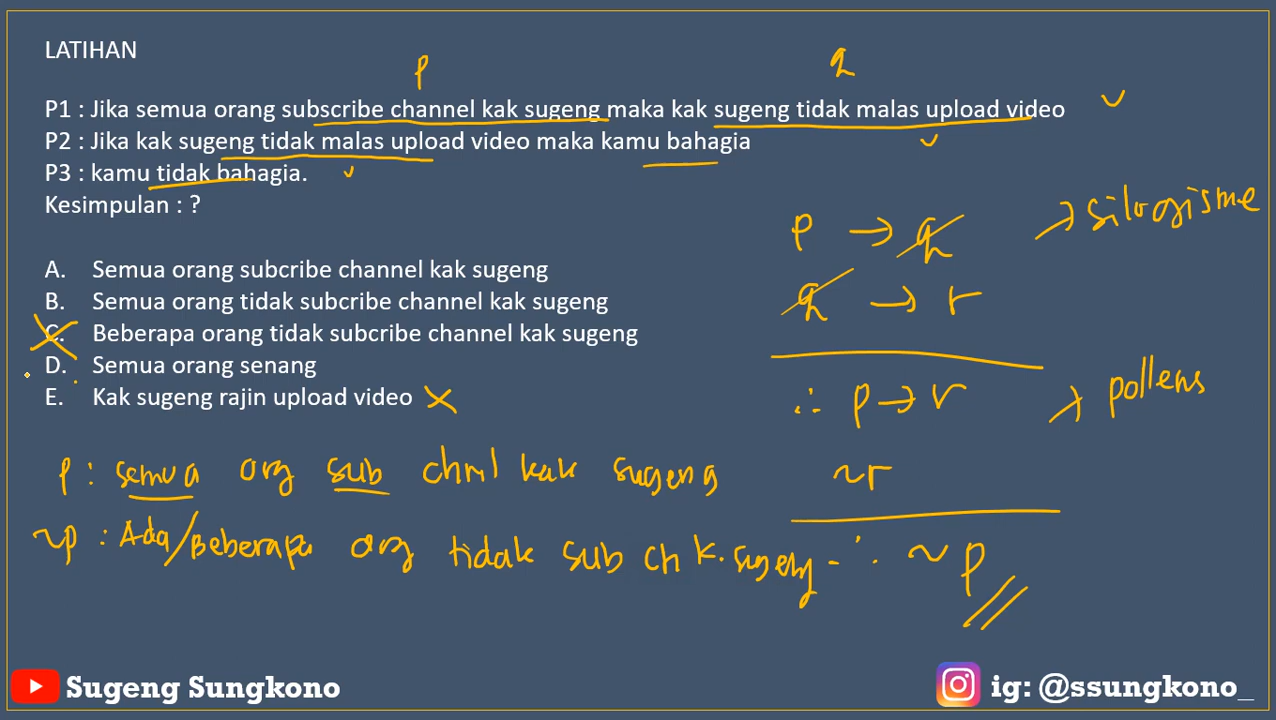 LATIHAN
p
q
P1 : Jika semua orang subscribe channel kak sugeng maka kak sugeng tidak malas upload video
P2 : Jika kak sugeng tidak malas upload video maka kamu bahagia
P3 : kamu tidak bahagia.
Kesimpulan : ?
p → q → silogisme
A. Semua orang subcribe channel kak sugeng
B. Semua orang tidak subcribe channel kak sugeng
q → r
C. Beberapa orang tidak subcribe channel kak sugeng
D. Semua orang senang
E. Kak sugeng rajin upload video
∴ p → r → pollens
p : semua org sub chnl kak sugeng
~r
~p : Ada/Beberapa org tidak sub ch k. sugeng -
∴ ~p
Sugeng Sungkono
ig: @ssungkono_